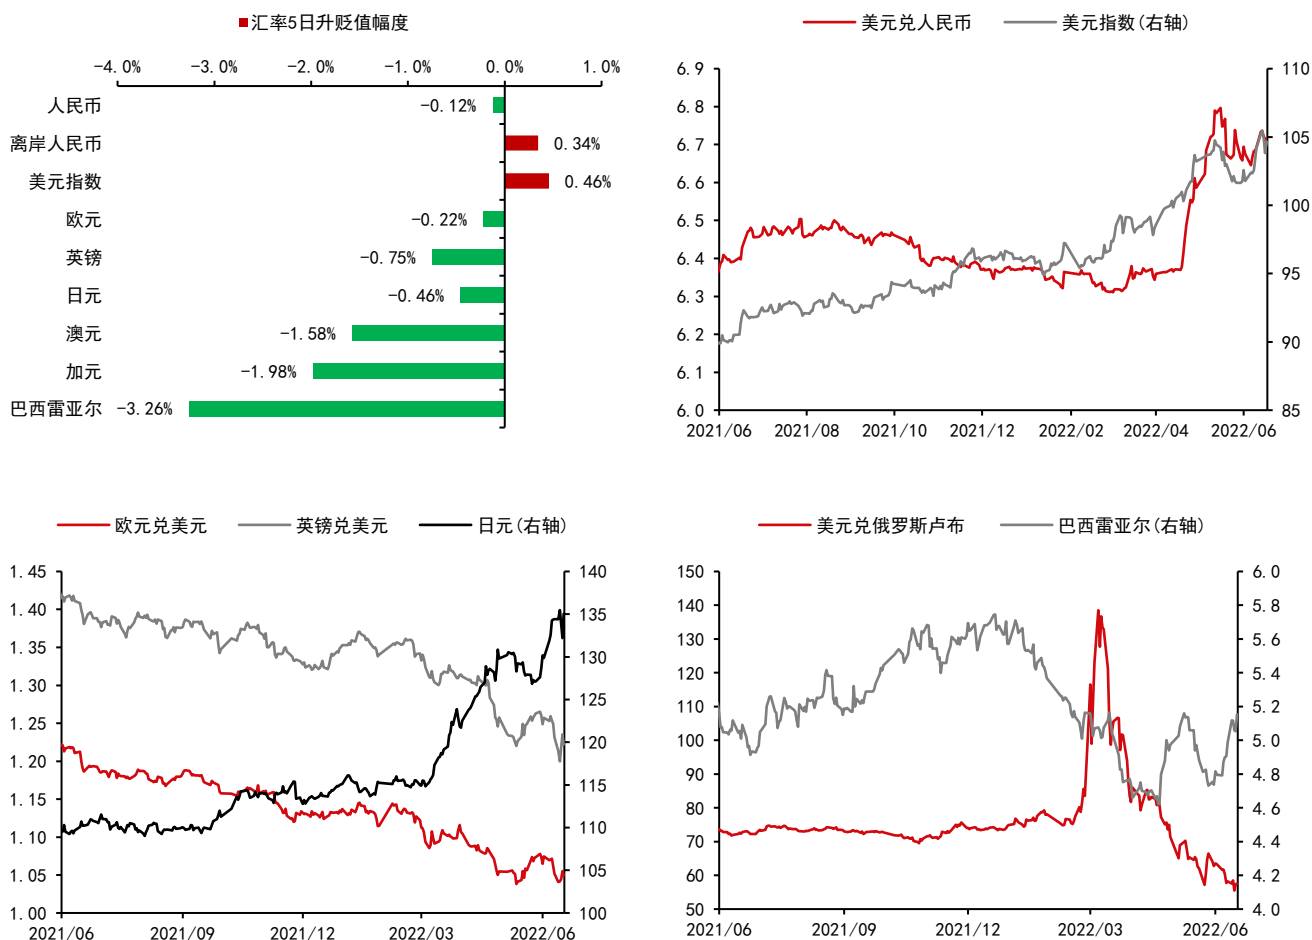 汇率5日升贬值幅度
-4.0% -3.0% -2.0% -1.0% 0.0% 1.0%
人民币 -0.12%
离岸人民币 0.34%
美元指数 0.46%
欧元 -0.22%
英镑 -0.75%
日元 -0.46%
澳元 -1.58%
加元 -1.98%
巴西雷亚尔 -3.26%
美元兑人民币 美元指数(右轴)
6.9 110
6.8
6.7 105
6.6
6.5 100
6.4
6.3 95
6.2 90
6.1
6.0 85
2021/06 2021/08 2021/10 2021/12 2022/02 2022/04 2022/06
欧元兑美元 英镑兑美元 日元(右轴)
1.45 140
1.40 135
1.35 130
1.30 125
1.25 120
1.20 115
1.15 110
1.10 105
1.05 100
1.00
2021/06 2021/09 2021/12 2022/03 2022/06
美元兑俄罗斯卢布 巴西雷亚尔(右轴)
150 6.0
140 5.8
130 5.6
120 5.4
110 5.2
100 5.0
90 4.8
80 4.6
70 4.4
60 4.2
50 4.0
2021/06 2021/09 2021/12 2022/03 2022/06